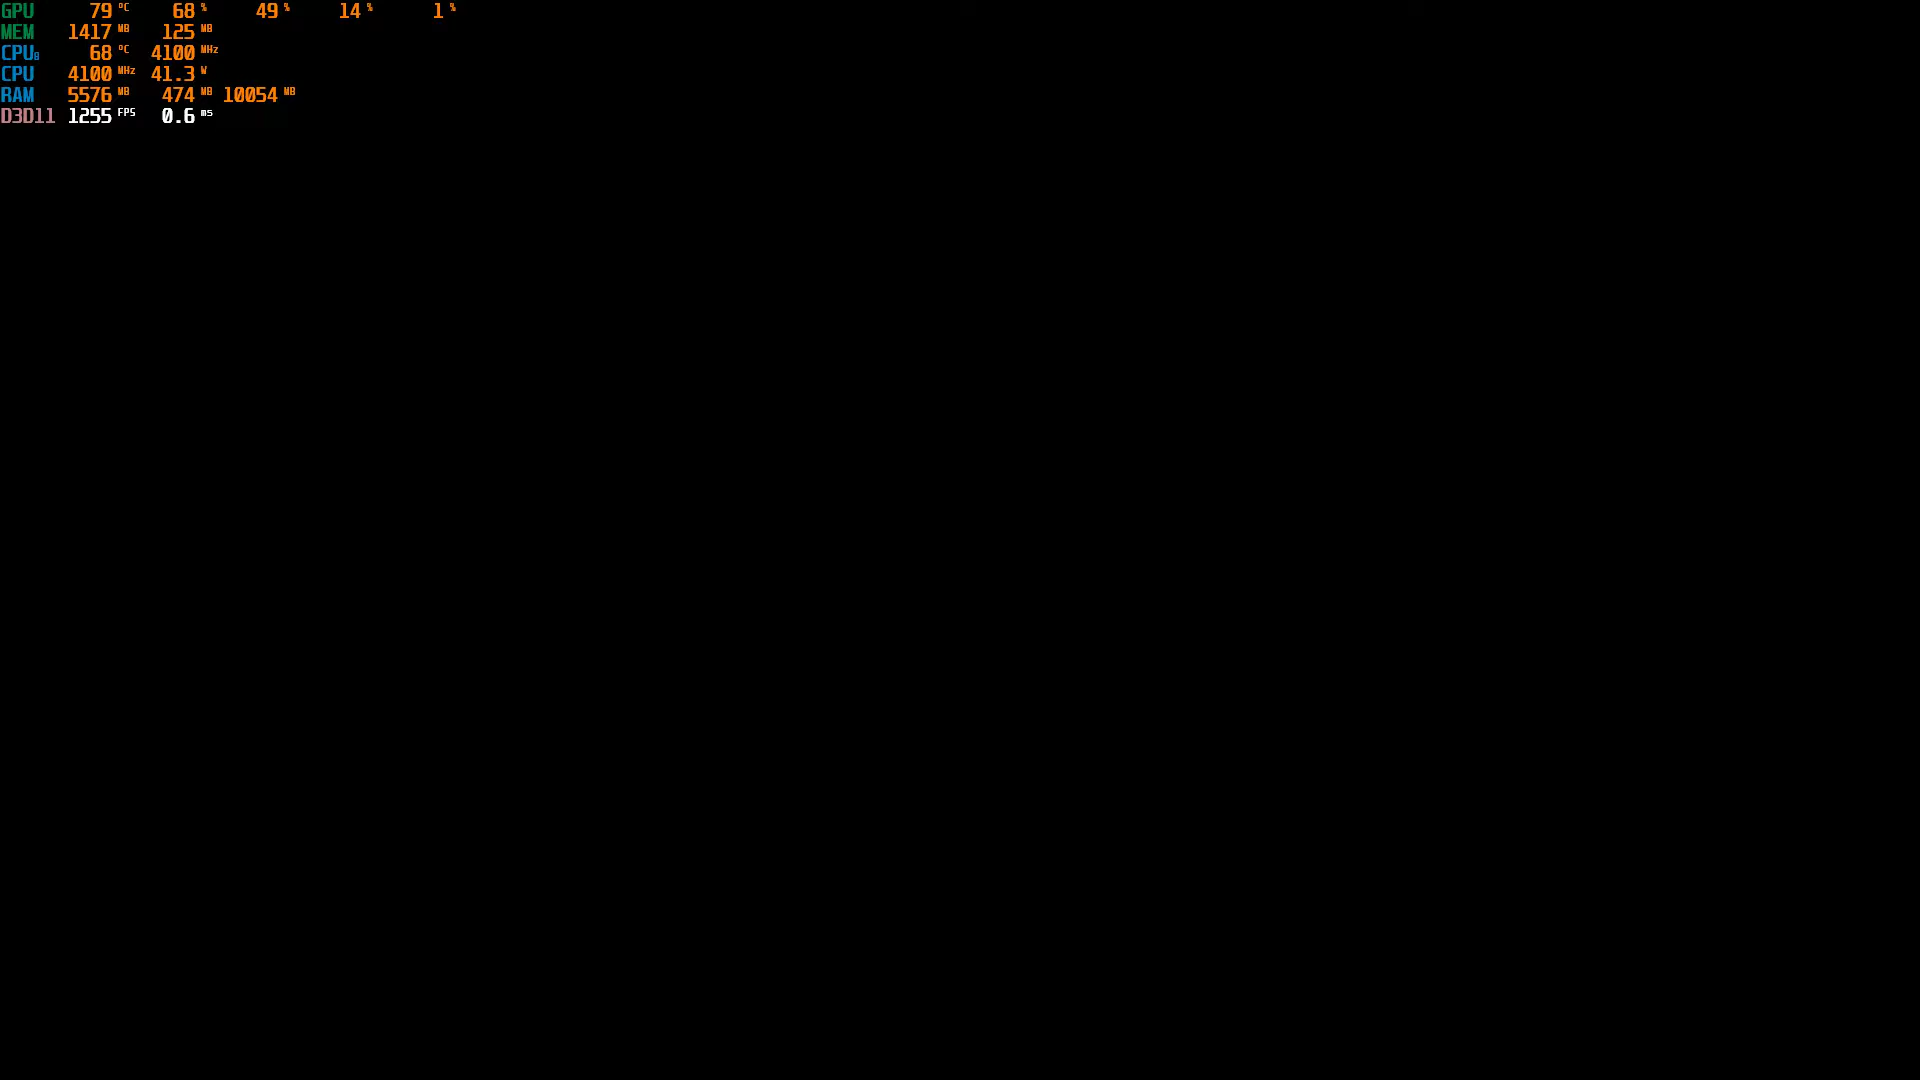 GPU 79 °C 68 % 49 % 14 % 1 %
MEM 1417 MB 125 MB
CPU8 68 °C 4100 MHz
CPU 4100 MHz 41.3 W
RAM 5576 MB 474 MB 10054 MB
D3D11 1255 FPS 0.6 ms